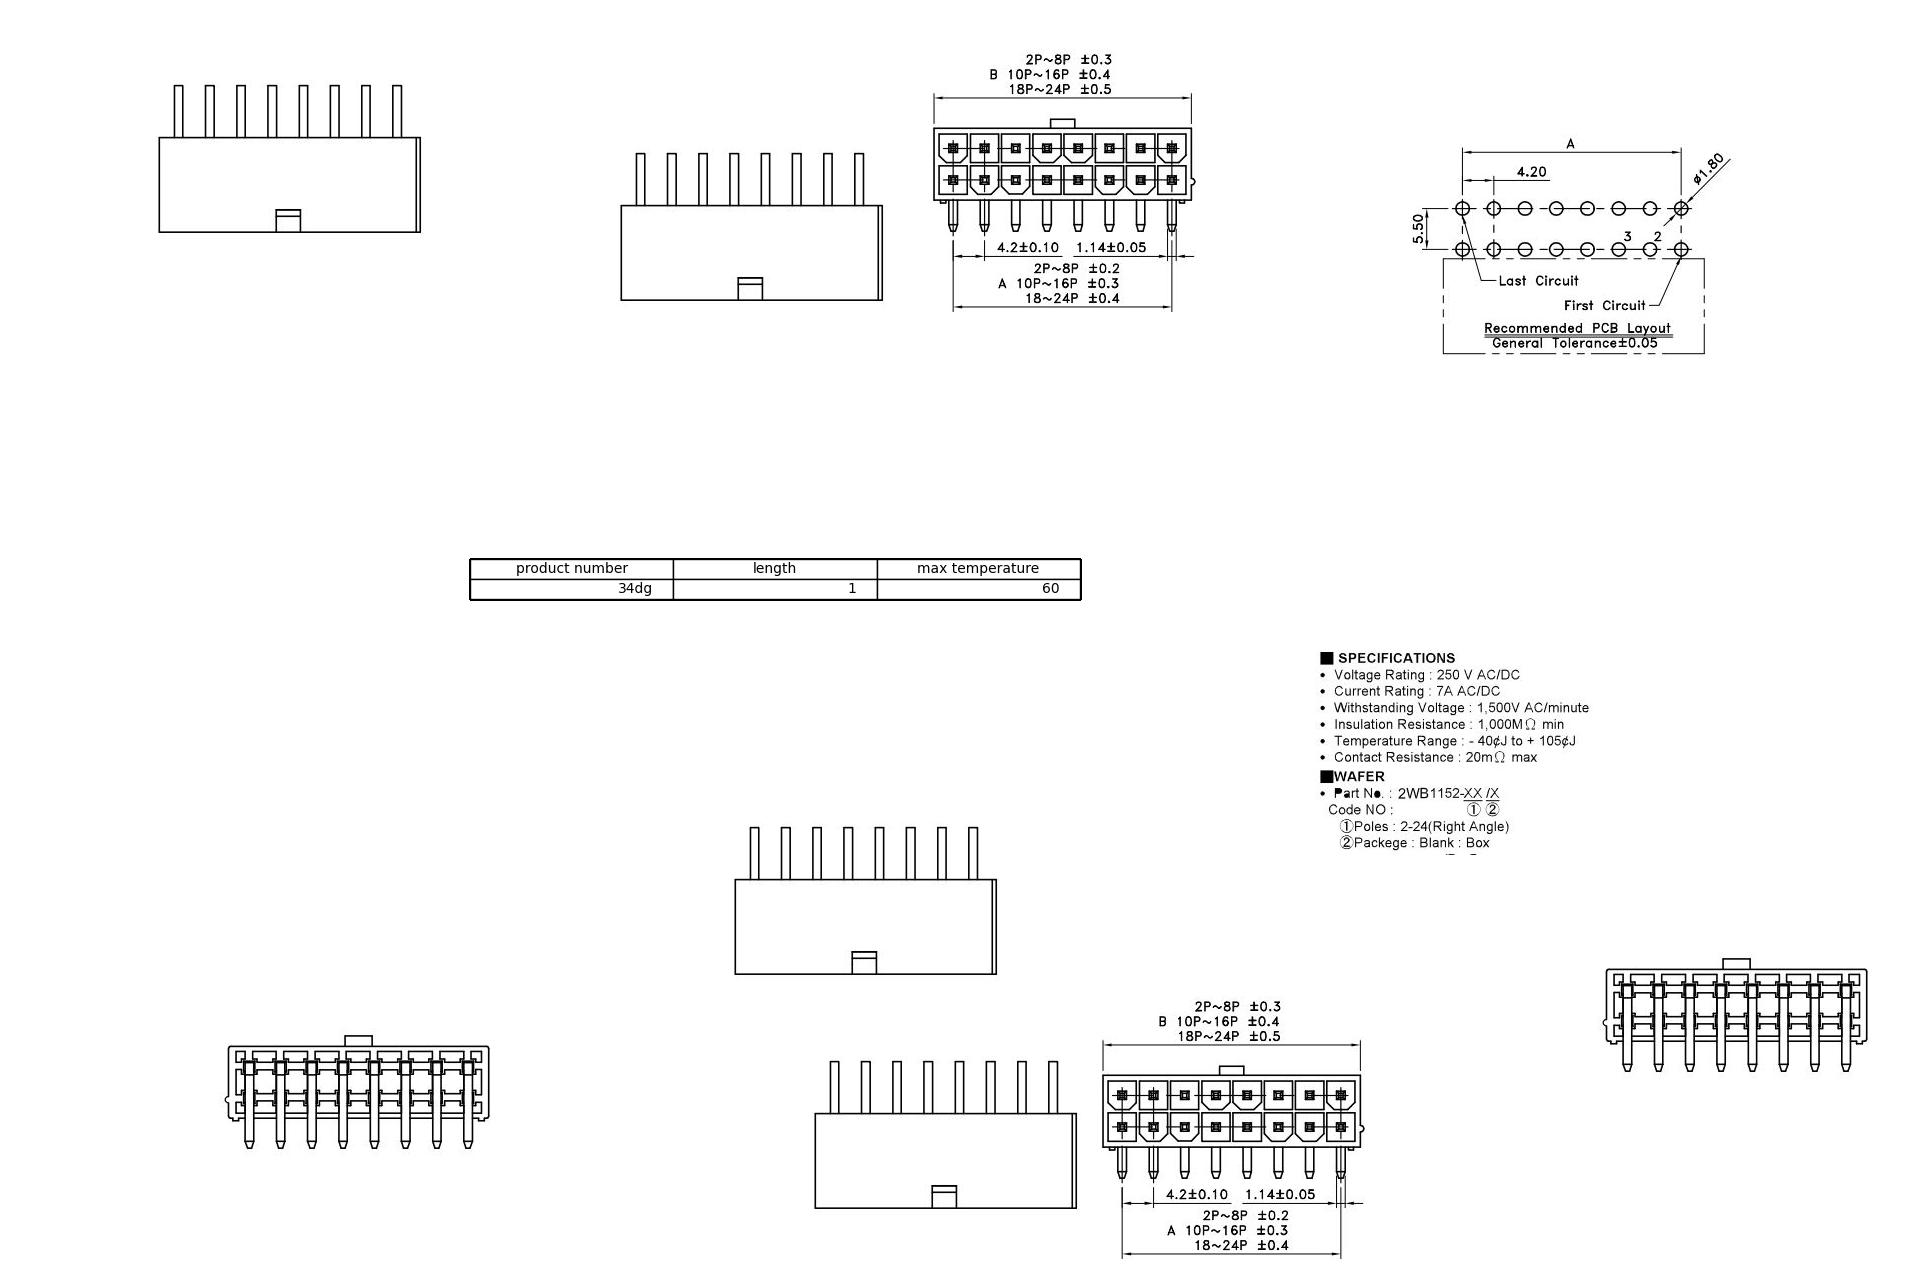 2P~8P ±0.3
B 10P~16P ±0.4
18P~24P ±0.5
4.2±0.10 1.14±0.05
2P~8P ±0.2
A 10P~16P ±0.3
18~24P ±0.4
A
4.20
ø1.80
5.50
3 2
Last Circuit
First Circuit
Recommended PCB Layout
General Tolerance±0.05
product number length max temperature
34dg 1 60
■ SPECIFICATIONS
• Voltage Rating : 250 V AC/DC
• Current Rating : 7A AC/DC
• Withstanding Voltage : 1,500V AC/minute
• Insulation Resistance : 1,000MΩ min
• Temperature Range : - 40¢J to + 105¢J
• Contact Resistance : 20mΩ max
■WAFER
• Part No. : 2WB1152-XX /X
Code NO : ① ②
①Poles : 2-24(Right Angle)
②Packege : Blank : Box
2P~8P ±0.3
B 10P~16P ±0.4
18P~24P ±0.5
4.2±0.10 1.14±0.05
2P~8P ±0.2
A 10P~16P ±0.3
18~24P ±0.4